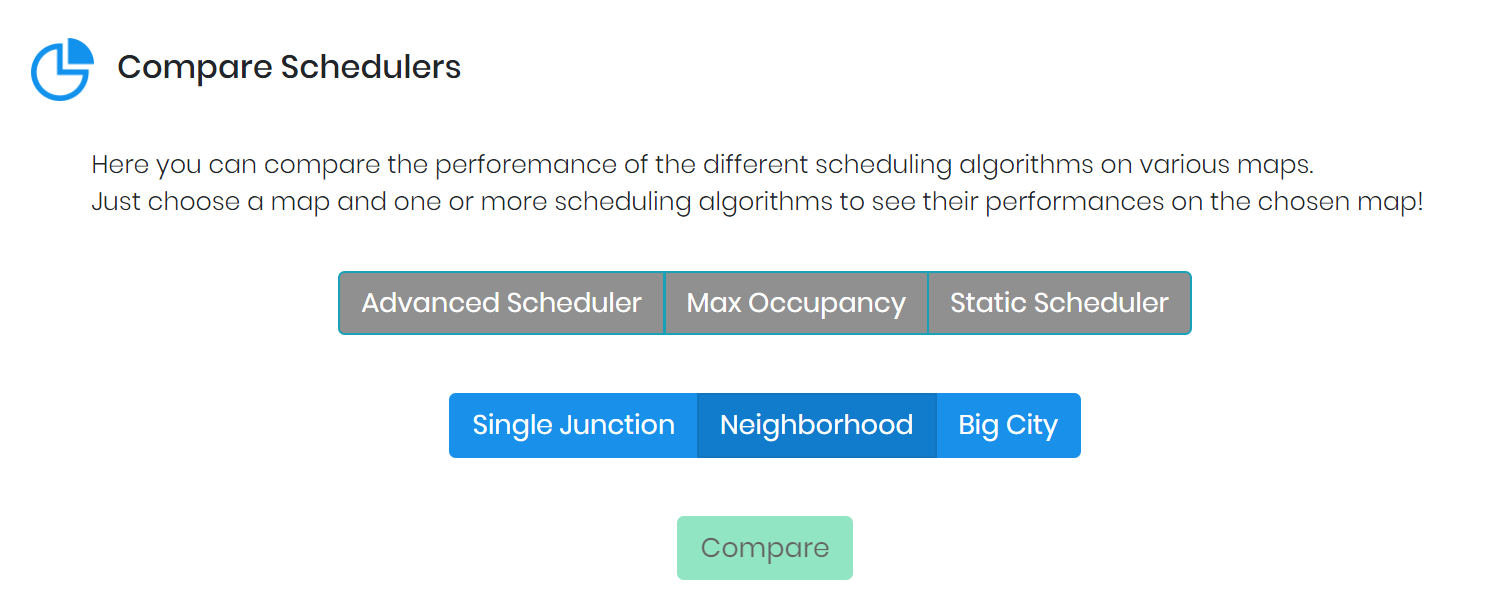 Compare Schedulers
Here you can compare the perforemance of the different scheduling algorithms on various maps.
Just choose a map and one or more scheduling algorithms to see their performances on the chosen map!
Advanced Scheduler Max Occupancy Static Scheduler
Single Junction Neighborhood Big City
Compare